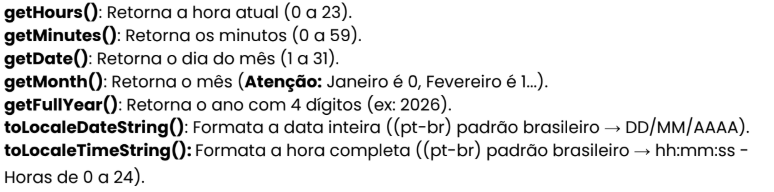 getHours(): Retorna a hora atual (0 a 23).
getMinutes(): Retorna os minutos (0 a 59).
getDate(): Retorna o dia do mês (1 a 31).
getMonth(): Retorna o mês (Atenção: Janeiro é 0, Fevereiro é 1...).
getFullYear(): Retorna o ano com 4 dígitos (ex: 2026).
toLocaleDateString(): Formata a data inteira ((pt-br) padrão brasileiro → DD/MM/AAAA).
toLocaleTimeString(): Formata a hora completa ((pt-br) padrão brasileiro → hh:mm:ss -
Horas de 0 a 24).